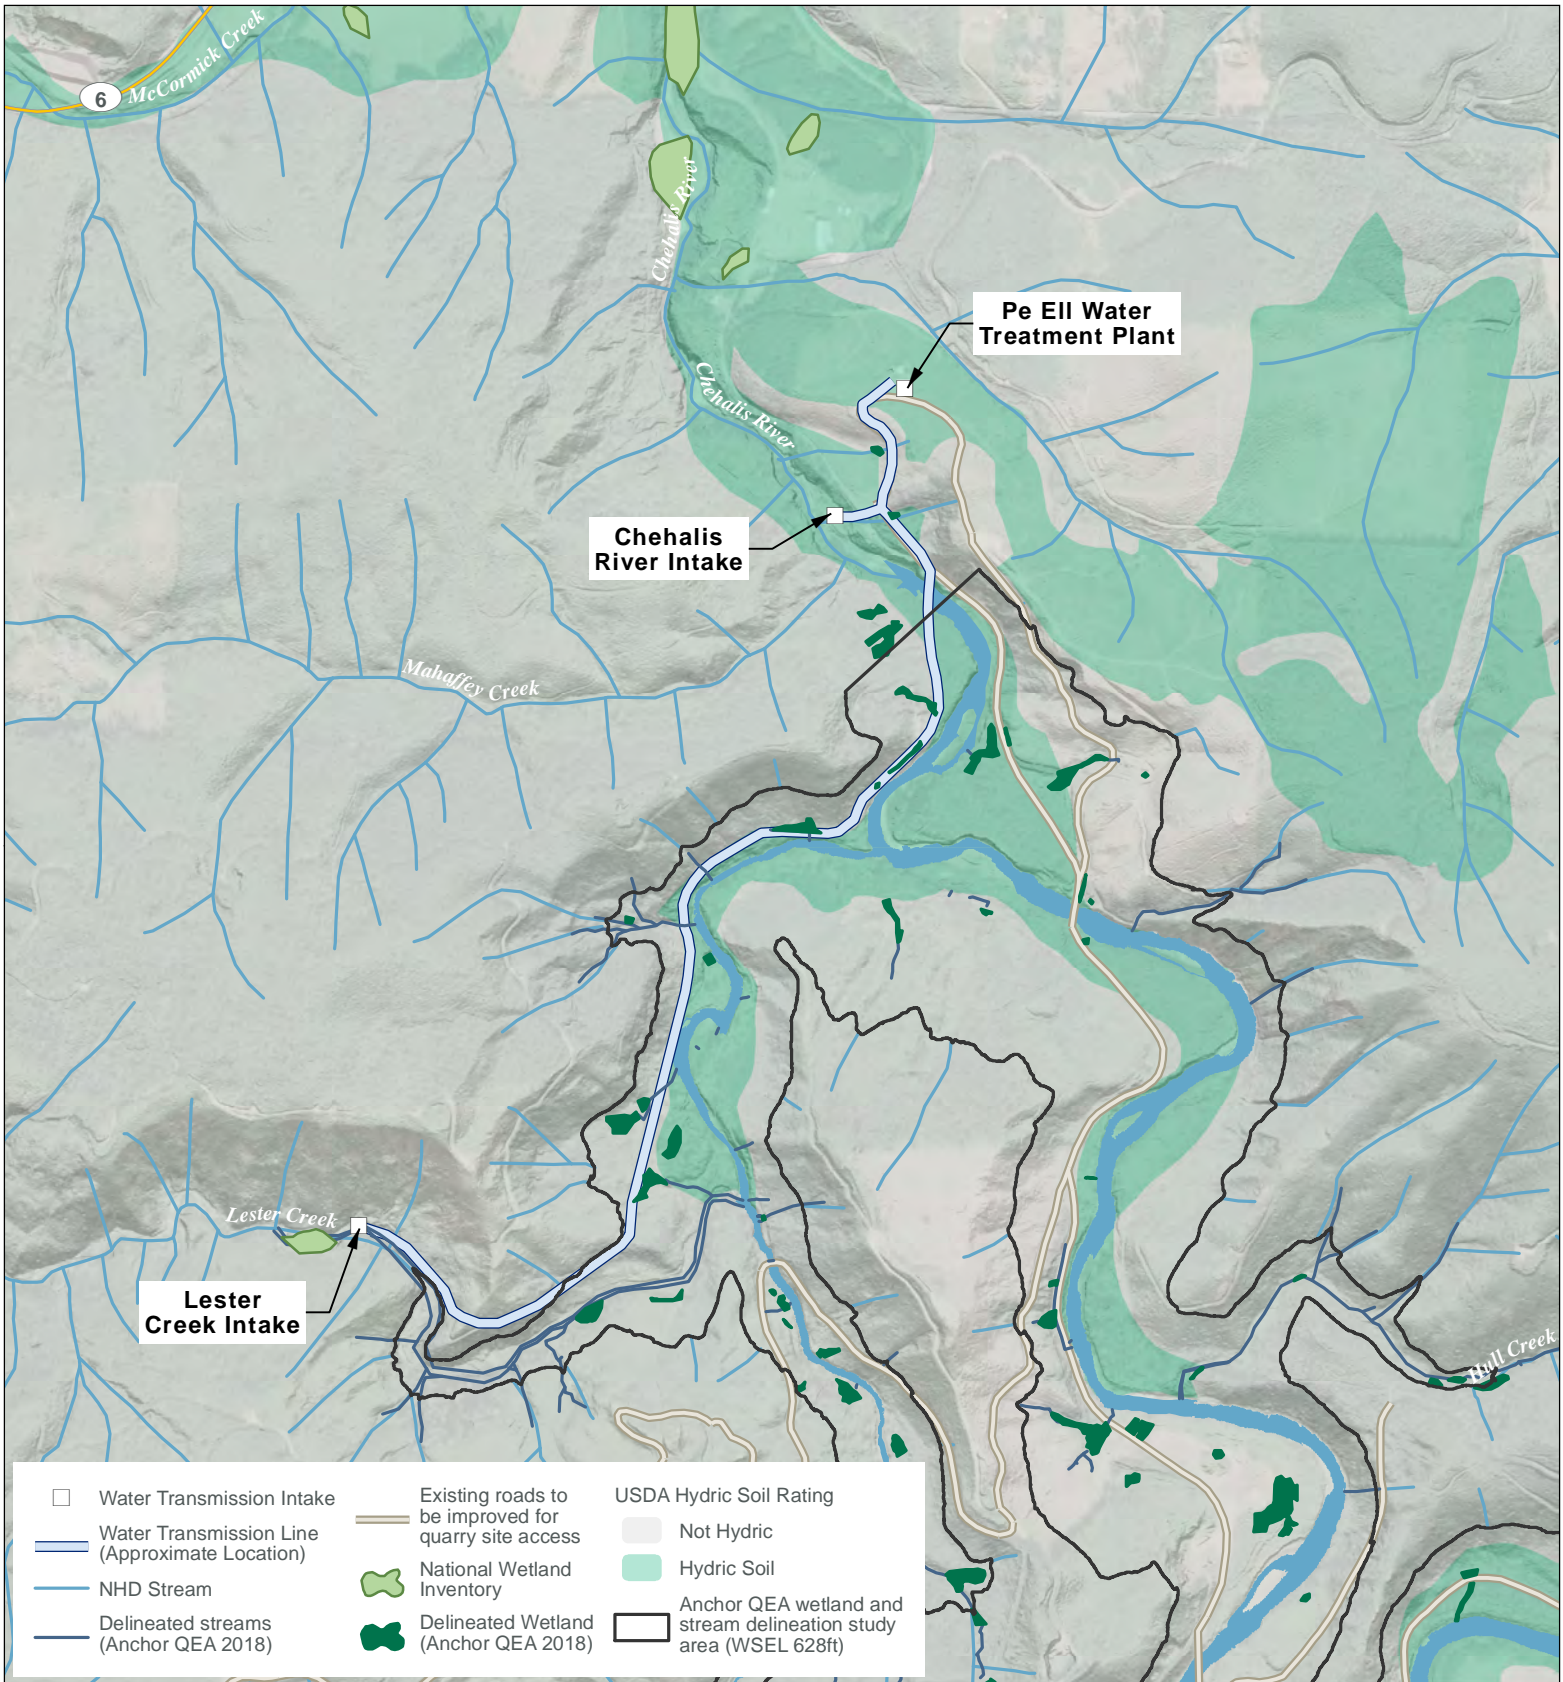 McCormick Creek
6
Chehalis River
Pe Ell Water
Treatment Plant
Chehalis River
Chehalis
River Intake
Mahaffey Creek
Lester Creek
Lester
Creek Intake
Hull Creek
Water Transmission Intake
Water Transmission Line
(Approximate Location)
NHD Stream
Delineated streams
(Anchor QEA 2018)
Existing roads to
be improved for
quarry site access
National Wetland
Inventory
Delineated Wetland
(Anchor QEA 2018)
USDA Hydric Soil Rating
Not Hydric
Hydric Soil
Anchor QEA wetland and
stream delineation study
area (WSEL 628ft)